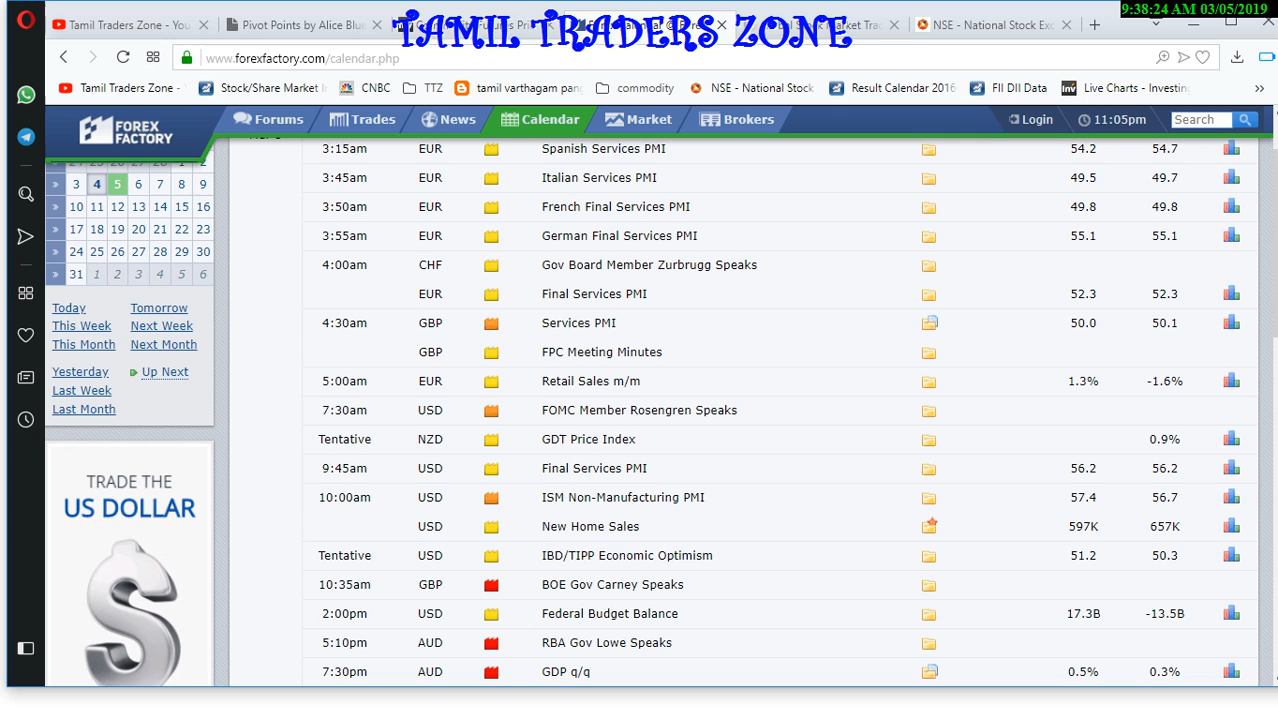 9:38:24 AM 03/05/2019
TAMIL TRADERS ZONE
Tamil Traders Zone - You
Pivot Points by Alice Blue
NSE - National Stock Exc
www.forexfactory.com/calendar.php
Tamil Traders Zone -
Stock/Share Market I
CNBC
TTZ
tamil varthagam pan
commodity
NSE - National Stock
Result Calendar 2016
FII DII Data
Live Charts - Investing
FOREX FACTORY
Forums
Trades
News
Calendar
Market
Brokers
Login
11:05pm
Search
3 4 5 6 7 8 9
10 11 12 13 14 15 16
17 18 19 20 21 22 23
24 25 26 27 28 29 30
31 1 2 3 4 5 6
Today Tomorrow
This Week Next Week
This Month Next Month
Yesterday Up Next
Last Week
Last Month
TRADE THE
US DOLLAR
3:15am EUR Spanish Services PMI 54.2 54.7
3:45am EUR Italian Services PMI 49.5 49.7
3:50am EUR French Final Services PMI 49.8 49.8
3:55am EUR German Final Services PMI 55.1 55.1
4:00am CHF Gov Board Member Zurbrugg Speaks
EUR Final Services PMI 52.3 52.3
4:30am GBP Services PMI 50.0 50.1
GBP FPC Meeting Minutes
5:00am EUR Retail Sales m/m 1.3% -1.6%
7:30am USD FOMC Member Rosengren Speaks
Tentative NZD GDT Price Index 0.9%
9:45am USD Final Services PMI 56.2 56.2
10:00am USD ISM Non-Manufacturing PMI 57.4 56.7
USD New Home Sales 597K 657K
Tentative USD IBD/TIPP Economic Optimism 51.2 50.3
10:35am GBP BOE Gov Carney Speaks
2:00pm USD Federal Budget Balance 17.3B -13.5B
5:10pm AUD RBA Gov Lowe Speaks
7:30pm AUD GDP q/q 0.5% 0.3%